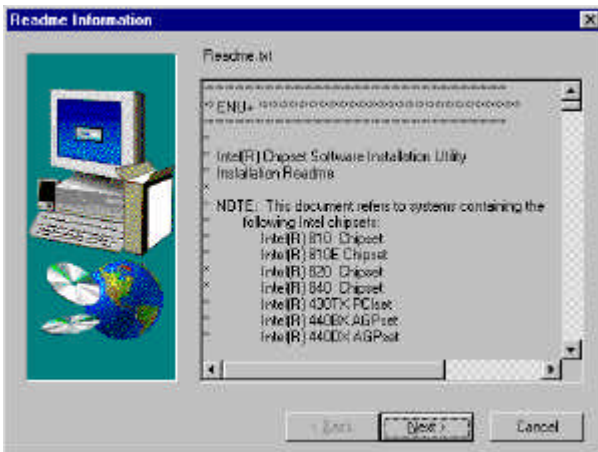 Readme Information
Readme.txt
* ENU+ **********************************
Intel(R) Chipset Software Installation Utility
Installation Readme
NOTE: This document refers to systems containing the
following Intel chipsets:
Intel(R) 810 Chipset
Intel(R) 810E Chipset
Intel(R) 820 Chipset
Intel(R) 840 Chipset
Intel(R) 430TX PCIset
Intel(R) 440BX AGPset
Intel(R) 440DX AGPset
< Back
Next >
Cancel